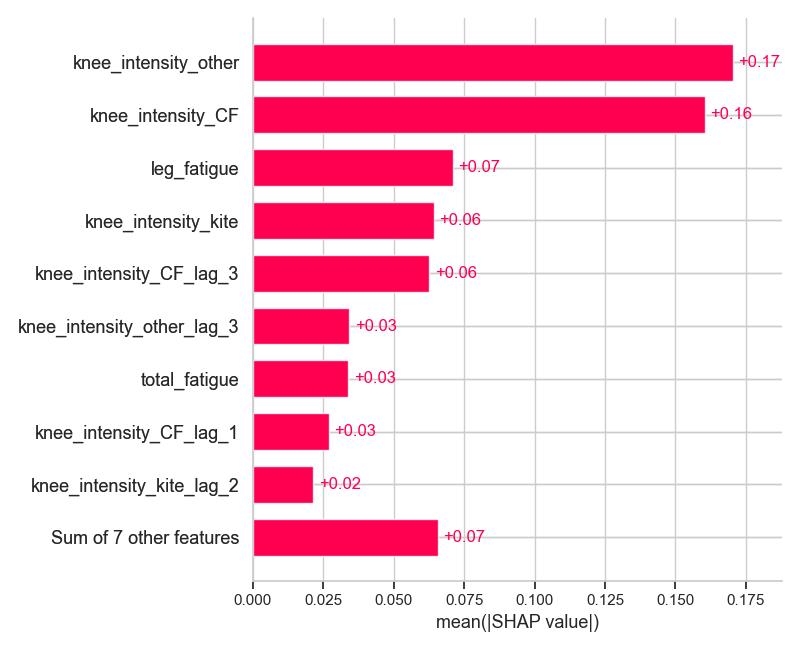 knee_intensity_other +0.17
knee_intensity_CF +0.16
leg_fatigue +0.07
knee_intensity_kite +0.06
knee_intensity_CF_lag_3 +0.06
knee_intensity_other_lag_3 +0.03
total_fatigue +0.03
knee_intensity_CF_lag_1 +0.03
knee_intensity_kite_lag_2 +0.02
Sum of 7 other features +0.07
0.000 0.025 0.050 0.075 0.100 0.125 0.150 0.175
mean(|SHAP value|)